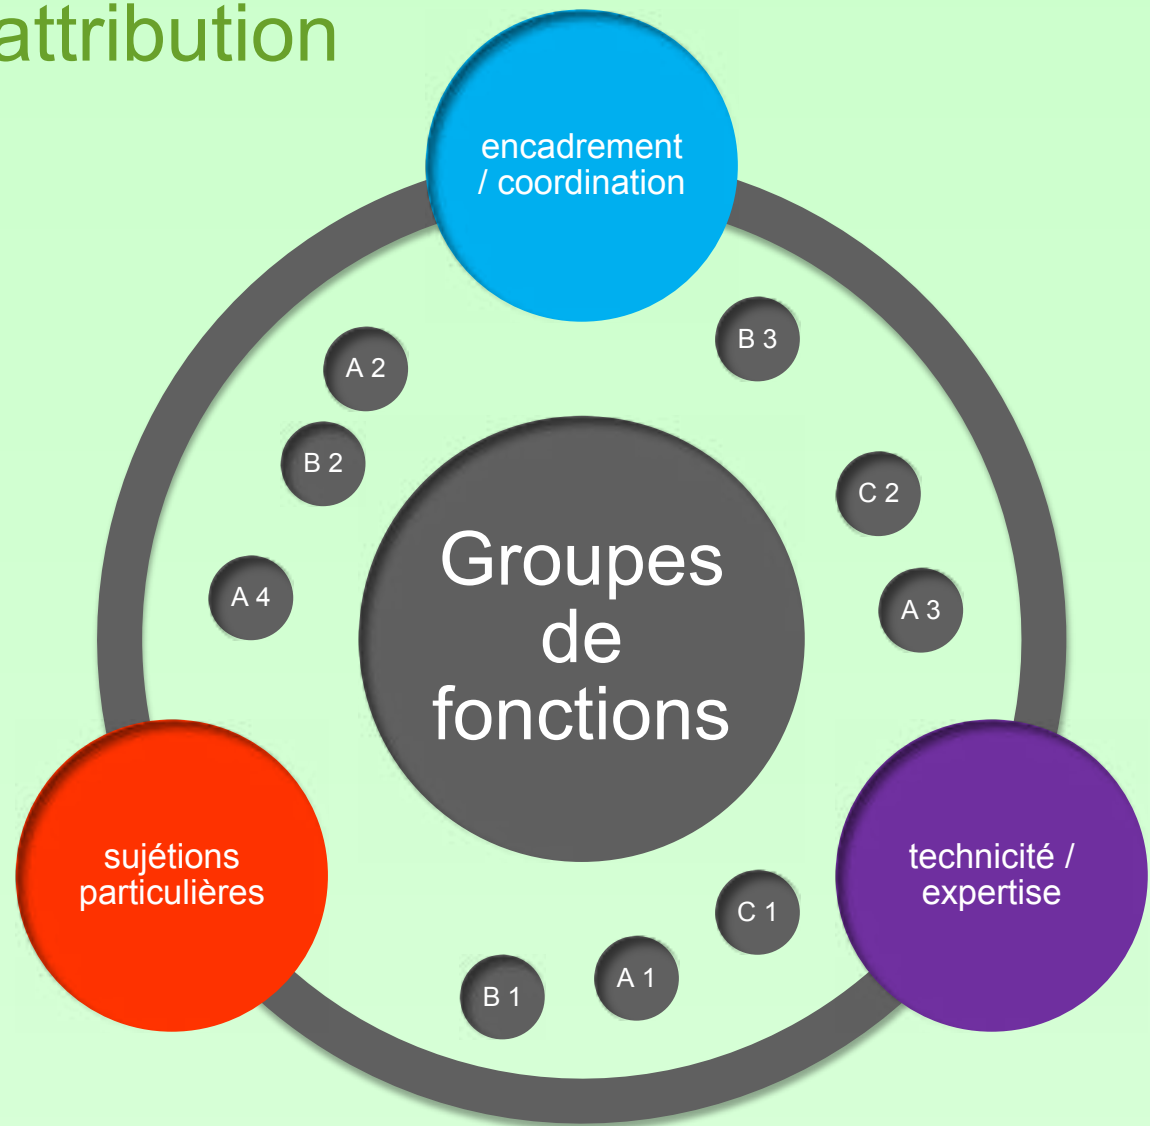 attribution
encadrement
/ coordination
B 3
A 2
B 2
C 2
Groupes
de
fonctions
A 4
A 3
sujétions
particulières
technicité /
expertise
C 1
A 1
B 1